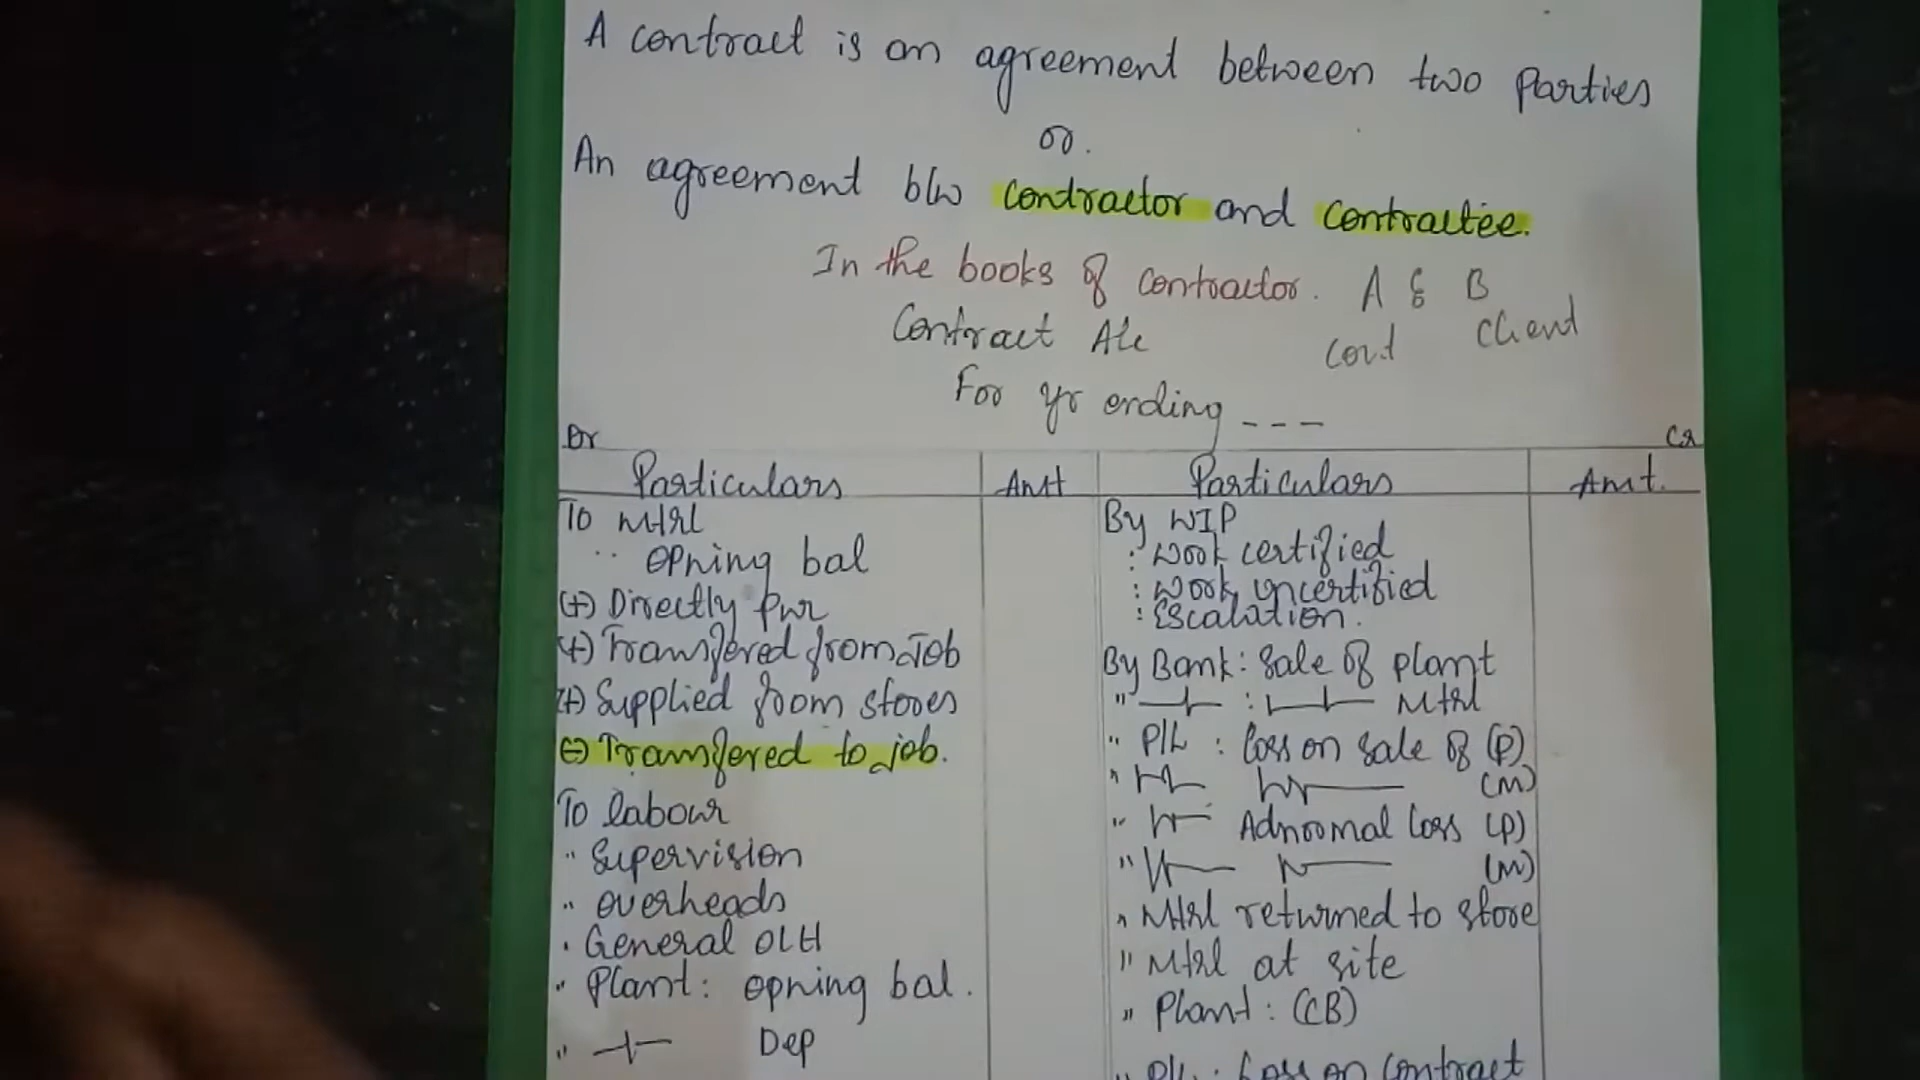 A contract is an agreement between two Parties
or.
An agreement b/w contractor and contractee.
In the books of contractor. A & B
Contract A/c cont client
For yr ending ---
Dr Cr
Particulars Amt Particulars Amt.
To Mtrl By WIP
opning bal : work certified
(+) Directly pur : work uncertified
: Escalation.
(+) Transfered from Job By Bank: Sale of plant
(+) Supplied from stores " : Mtrl
(-) Transfered to job. " P/L : loss on sale of (P)
To labour " (M)
" Supervision " Adnormal loss (P)
" overheads " (M)
" General O/H " Mtrl returned to store
" Plant: opning bal. " Mtrl at site
" Dep " Plant: (CB)
" P/L : Loss on contract